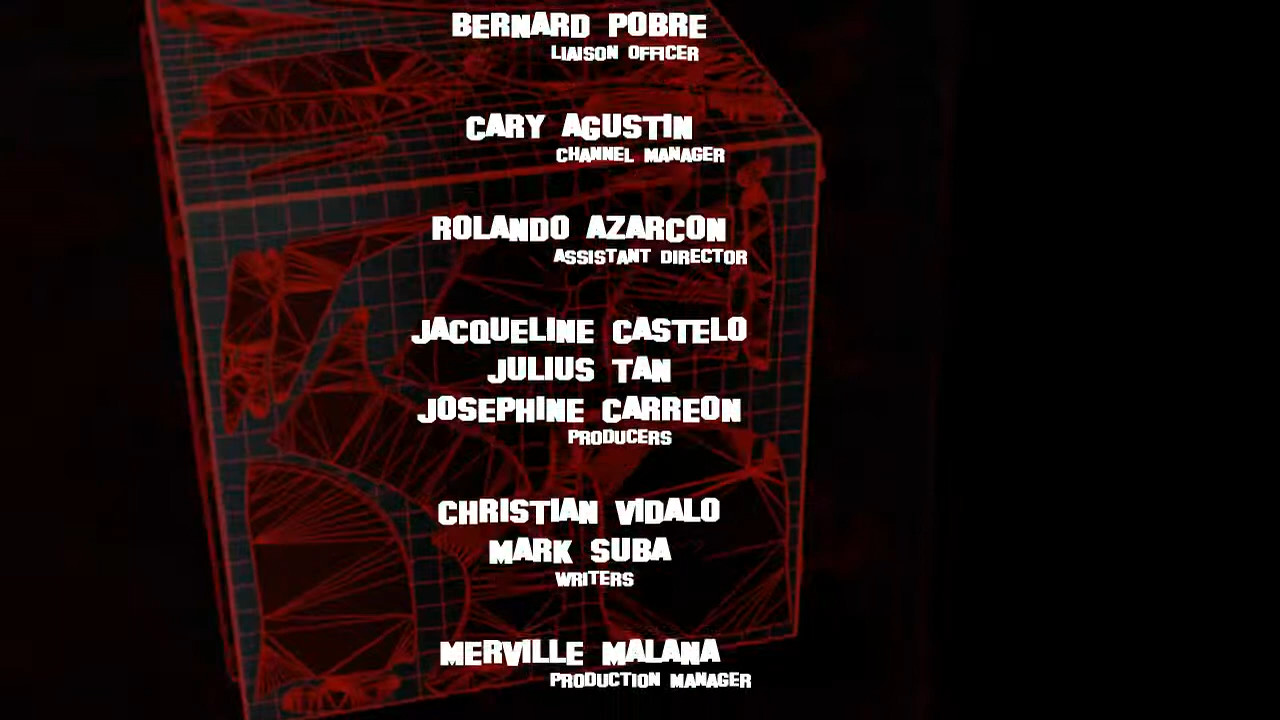 BERNARD POBRE
LIAISON OFFICER
CARY AGUSTIN
CHANNEL MANAGER
ROLANDO AZARCON
ASSISTANT DIRECTOR
JACQUELINE CASTELO
JULIUS TAN
JOSEPHINE CARREON
PRODUCERS
CHRISTIAN VIDALO
MARK SUBA
WRITERS
MERVILLE MALANA
PRODUCTION MANAGER